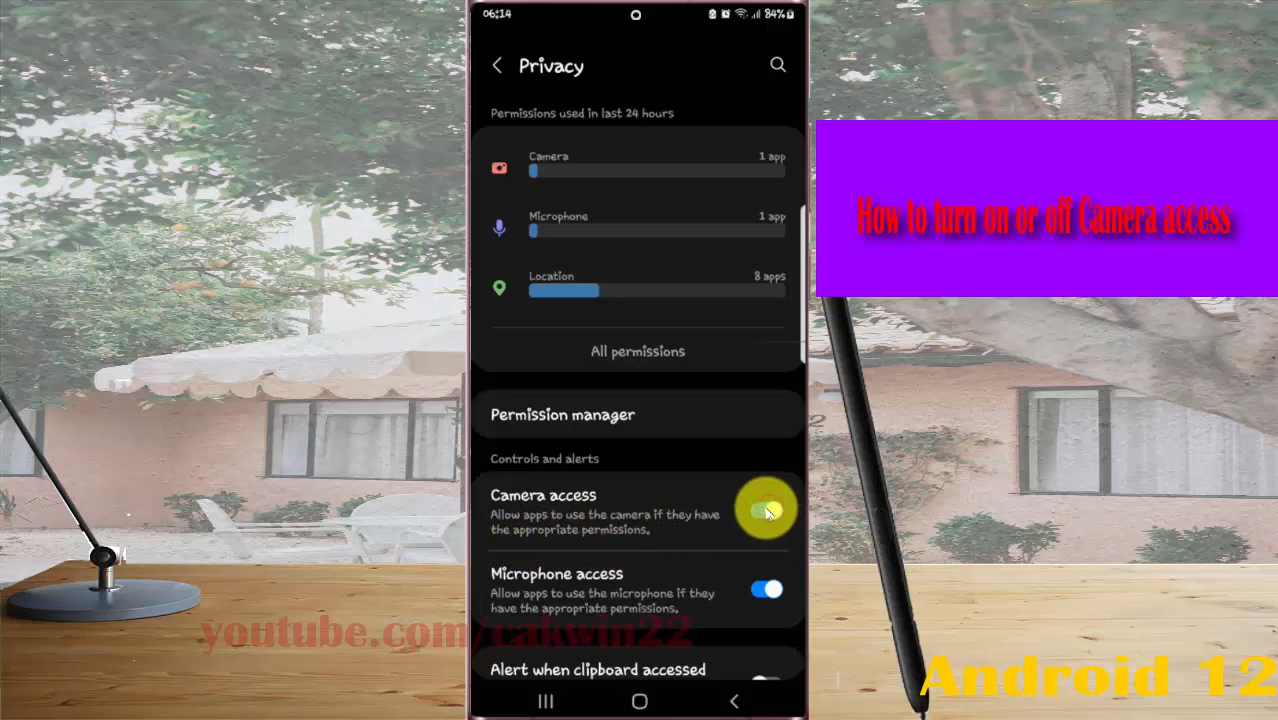 06:14
84%
Privacy
Permissions used in last 24 hours
Camera
1 app
Microphone
1 app
Location
8 apps
All permissions
Permission manager
Controls and alerts
Camera access
Allow apps to use the camera if they have
the appropriate permissions.
Microphone access
Allow apps to use the microphone if they
have the appropriate permissions.
Alert when clipboard accessed
How to turn on or off Camera access
youtube.com/cakwin22
Android 12